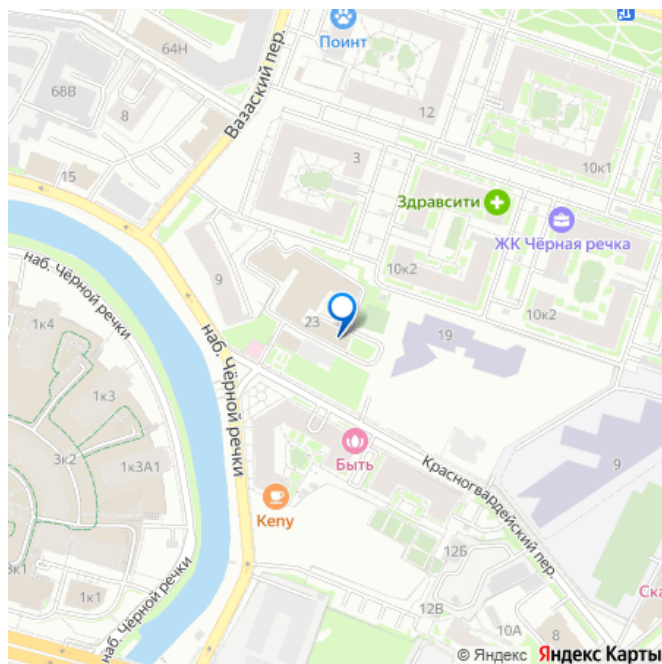 64Н
Поинт
68В
8
Вазаский пер.
12
3
10к1
15
Здравсити
ЖК Чёрная речка
наб. Чёрной речки
9
10к2
1к4
23
10к2
19
наб. Чёрной речки
1к3
3к2
1к3А1
Быть
Красногвардейский пер.
9
Keny
12Б
1к1
наб. Чёрной речки
12В
10А
8
© Яндекс Яндекс Карты